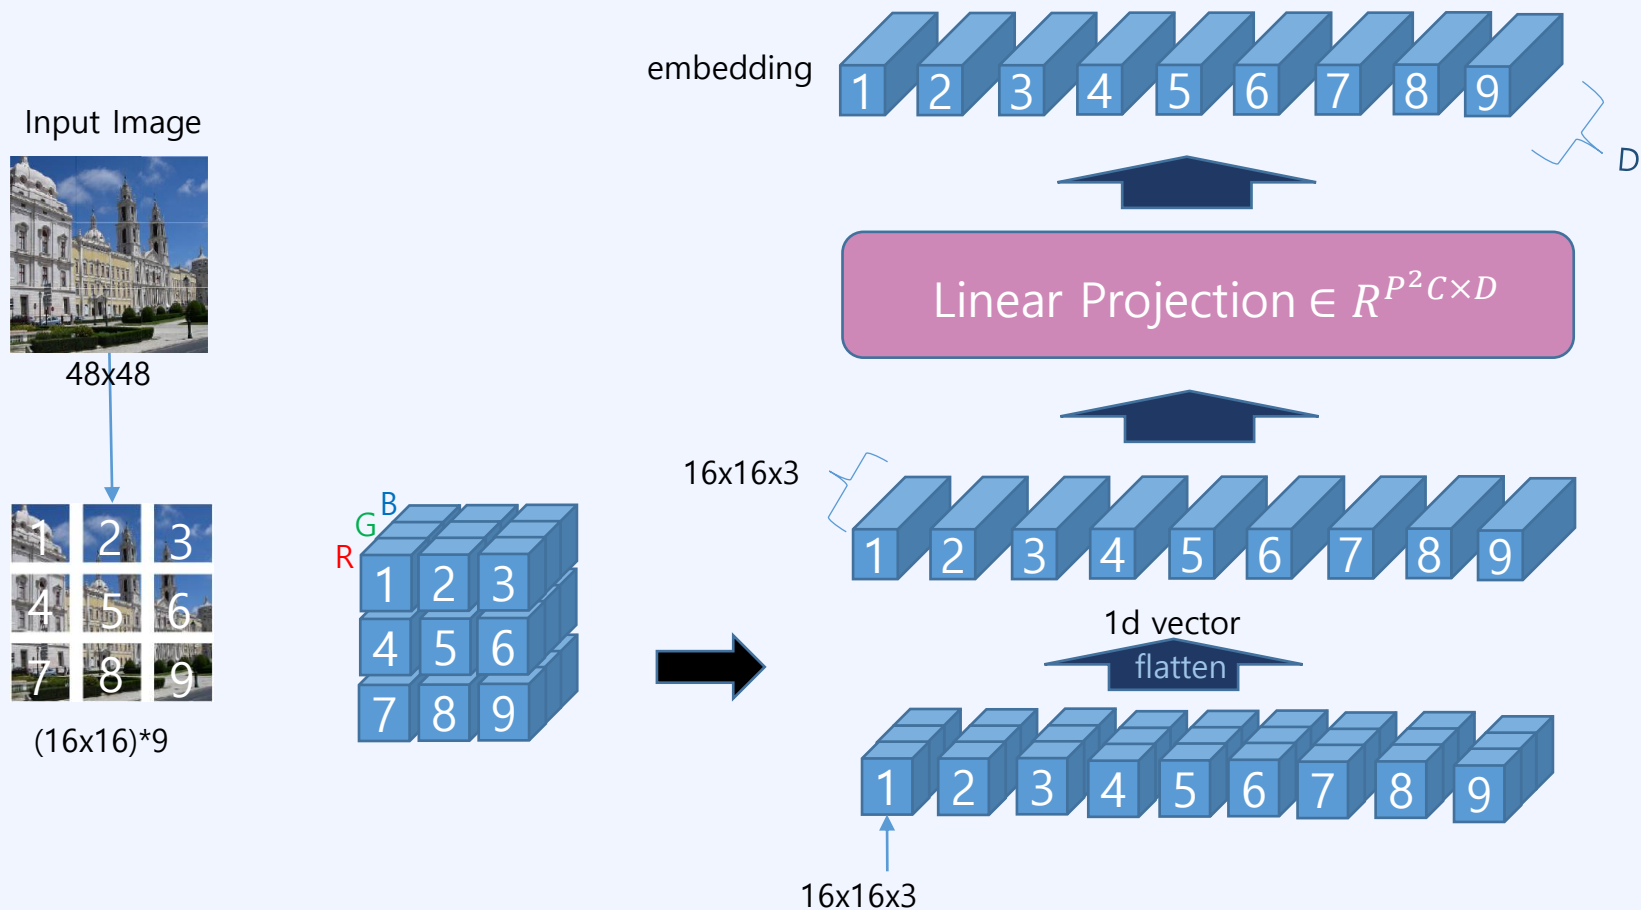 Input Image
48x48
1 2 3
4 5 6
7 8 9
(16x16)*9
B
G
R
1 2 3
4 5 6
7 8 9
embedding
1 2 3 4 5 6 7 8 9
D
Linear Projection ∈ R^{P²C×D}
16x16x3
1 2 3 4 5 6 7 8 9
1d vector
flatten
1 2 3 4 5 6 7 8 9
16x16x3